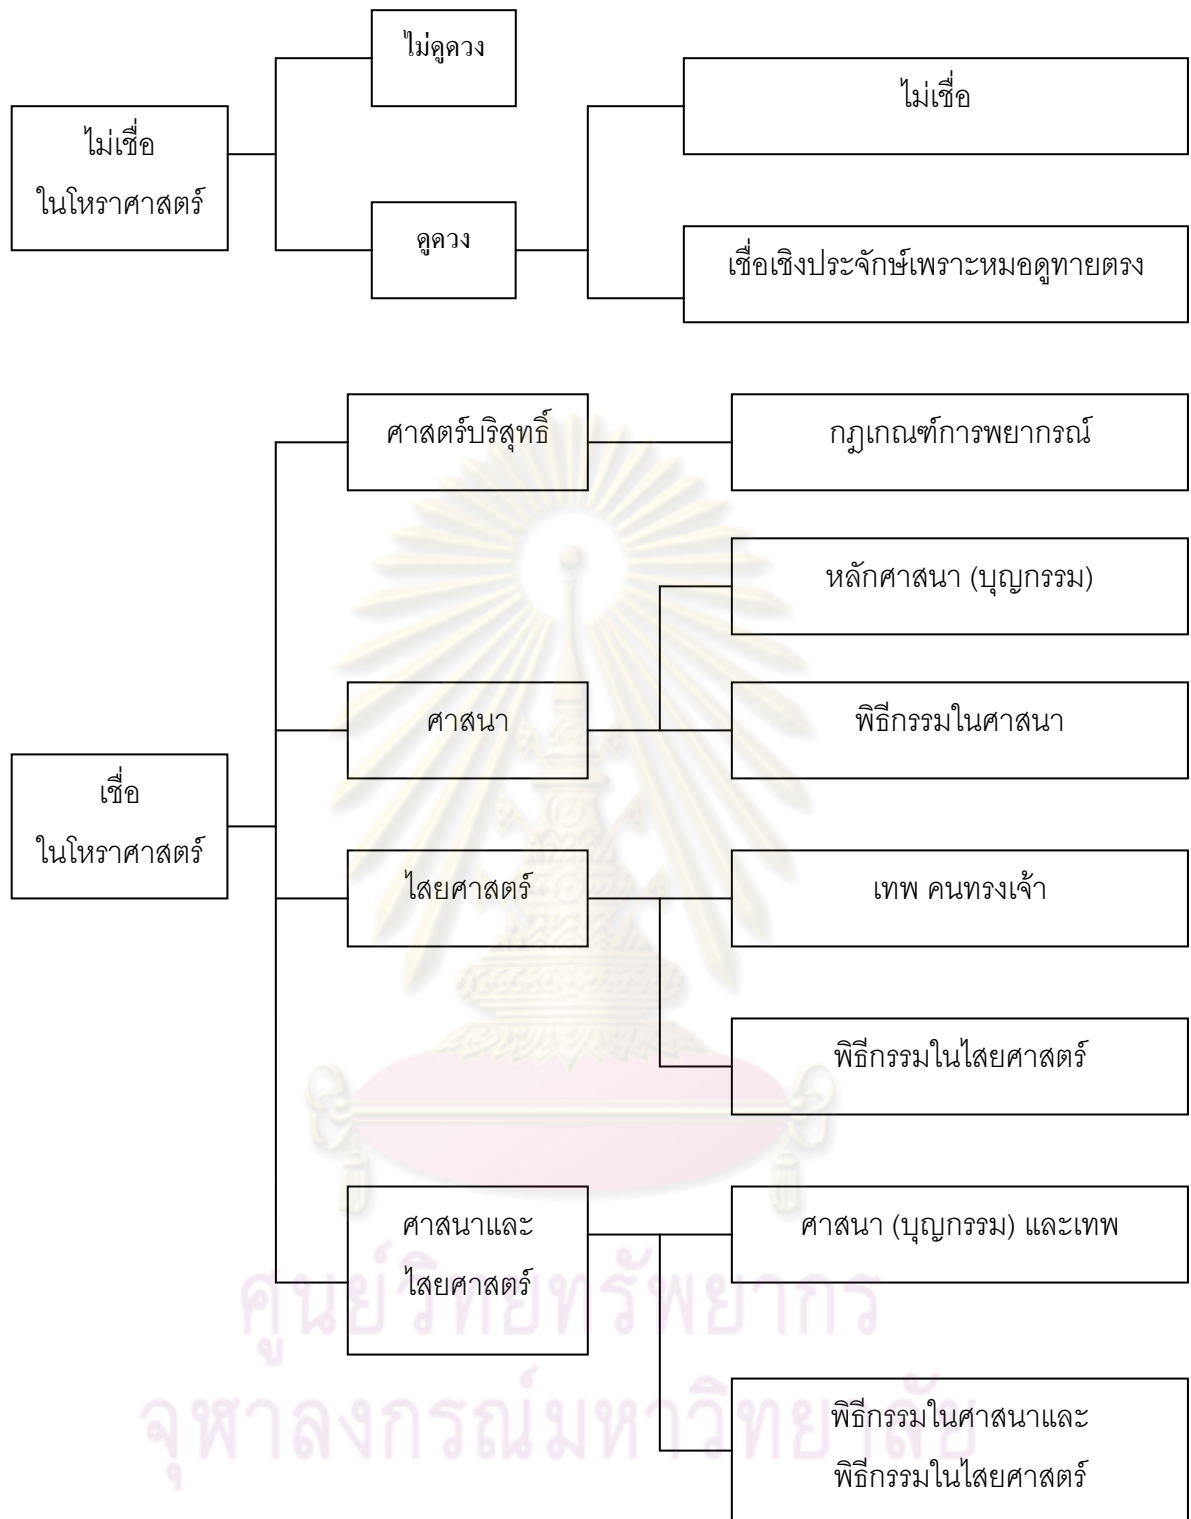 ไม่ดูดวง
ไม่เชื่อ
ไม่เชื่อ
ในโหราศาสตร์
ดูดวง
เชื่อเชิงประจักษ์เพราะหมอดูทายตรง
ศาสตร์บริสุทธิ์
กฎเกณฑ์การพยากรณ์
หลักศาสนา (บุญกรรม)
ศาสนา
พิธีกรรมในศาสนา
เชื่อ
ในโหราศาสตร์
ไสยศาสตร์
เทพ คนทรงเจ้า
พิธีกรรมในไสยศาสตร์
ศาสนาและ
ไสยศาสตร์
ศาสนา (บุญกรรม) และเทพ
พิธีกรรมในศาสนาและ
พิธีกรรมในไสยศาสตร์
ศูนย์วิทยทรัพยากร
จุฬาลงกรณ์มหาวิทยาลัย